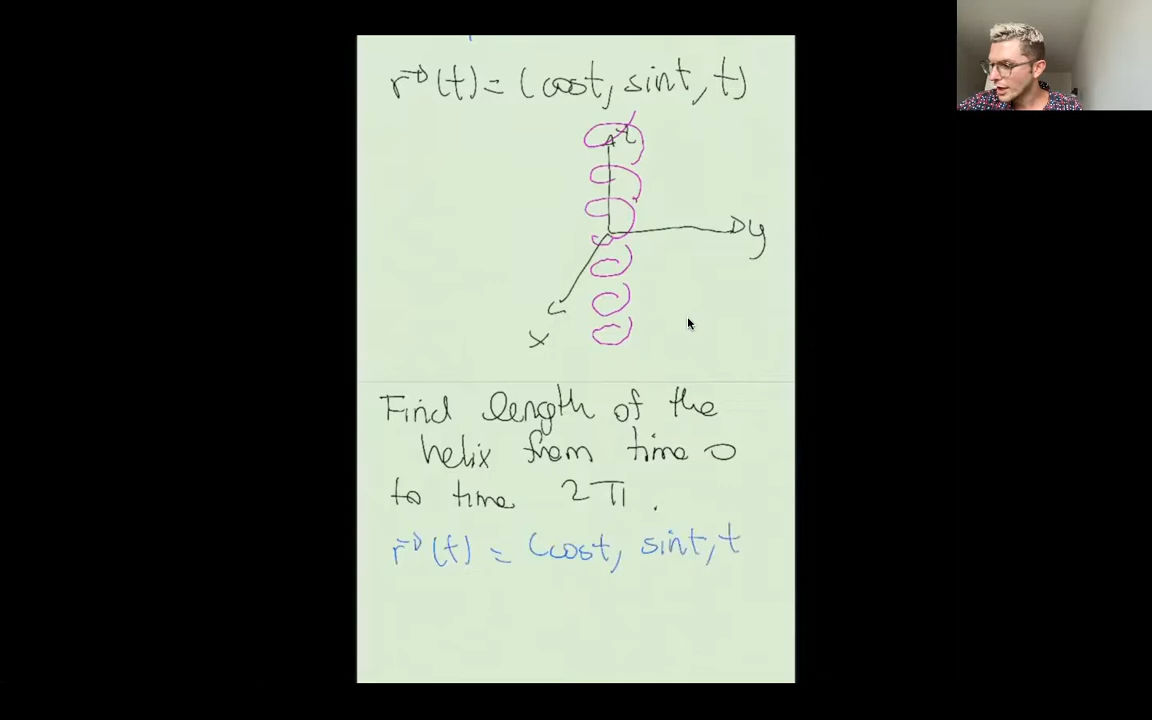 r⃗(t) = (cost, sint, t)
z
y
x
Find length of the
helix from time 0
to time 2π.
r⃗(t) = (cost, sint, t